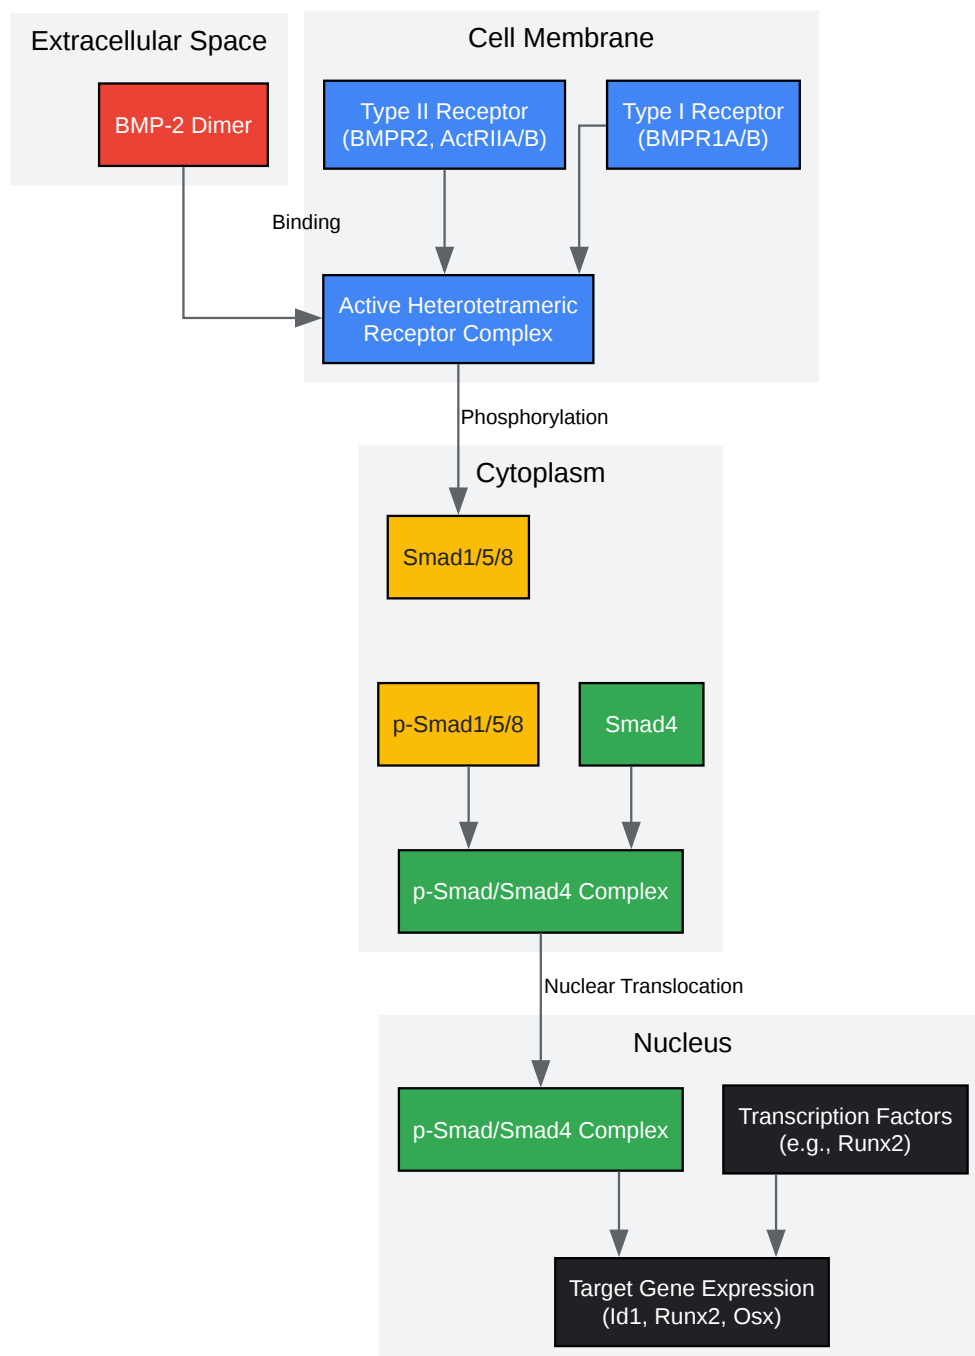 Extracellular Space
Cell Membrane
BMP-2 Dimer
Type II Receptor
(BMPR2, ActRIIA/B)
Type I Receptor
(BMPR1A/B)
Binding
Active Heterotetrameric
Receptor Complex
Phosphorylation
Cytoplasm
Smad1/5/8
p-Smad1/5/8
Smad4
p-Smad/Smad4 Complex
Nuclear Translocation
Nucleus
p-Smad/Smad4 Complex
Transcription Factors
(e.g., Runx2)
Target Gene Expression
(Id1, Runx2, Osx)